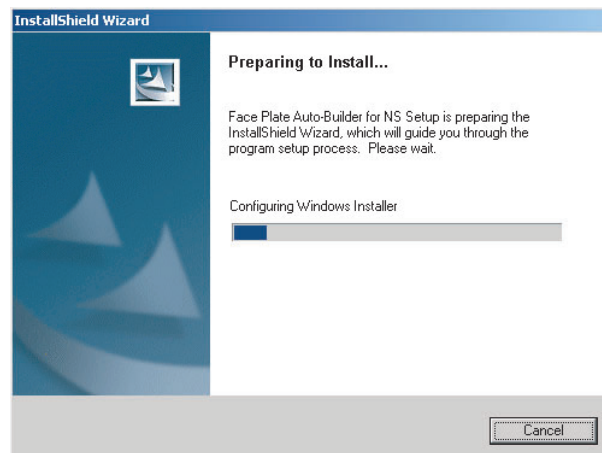 InstallShield Wizard
Preparing to Install...
Face Plate Auto-Builder for NS Setup is preparing the
InstallShield Wizard, which will guide you through the
program setup process. Please wait.
Configuring Windows Installer
Cancel